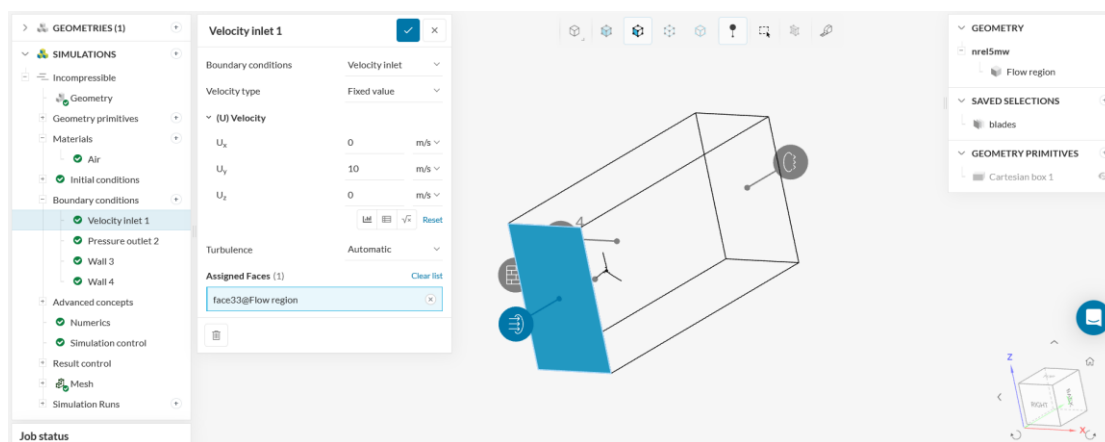 GEOMETRIES (1)
SIMULATIONS
Incompressible
Geometry
Geometry primitives
Materials
Air
Initial conditions
Boundary conditions
Velocity inlet 1
Pressure outlet 2
Wall 3
Wall 4
Advanced concepts
Numerics
Simulation control
Result control
Mesh
Simulation Runs
Job status
Velocity inlet 1
Boundary conditions Velocity inlet
Velocity type Fixed value
(U) Velocity
Ux 0 m/s
Uy 10 m/s
Uz 0 m/s
Reset
Turbulence Automatic
Assigned Faces (1) Clear list
face33@Flow region
4
GEOMETRY
nrel5mw
Flow region
SAVED SELECTIONS
blades
GEOMETRY PRIMITIVES
Cartesian box 1
Z
RIGHT
X